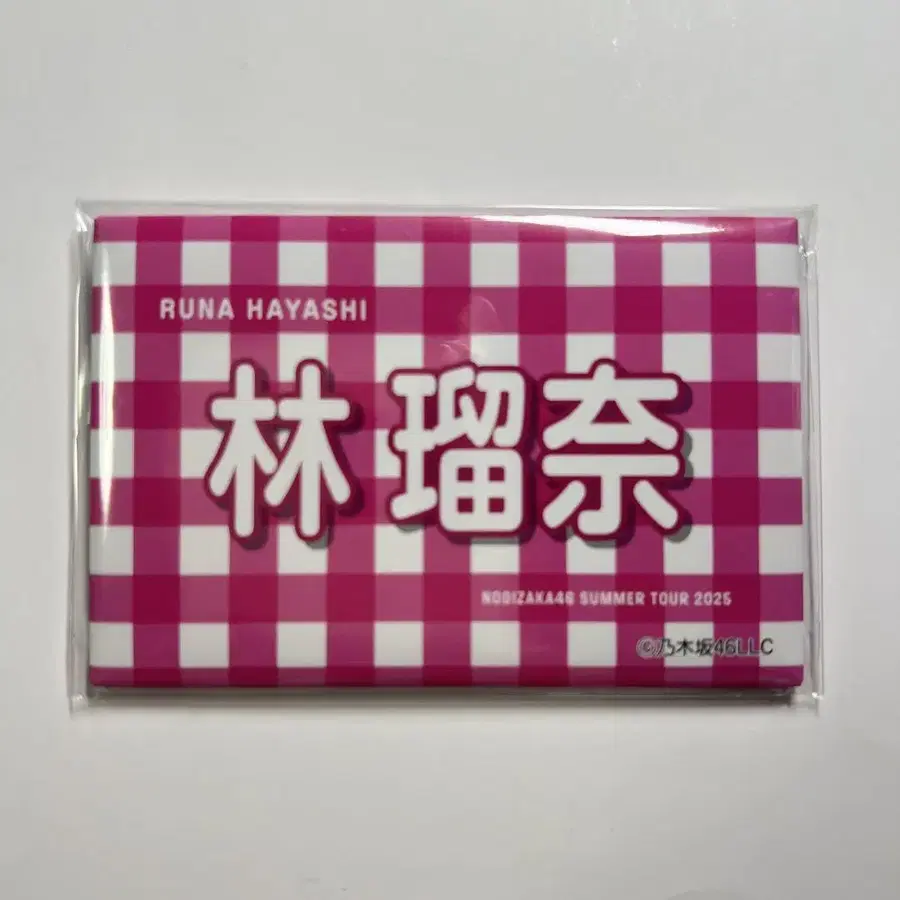 RUNA HAYASHI
林瑠奈
NOGIZAKA46 SUMMER TOUR 2025
©乃木坂46LLC